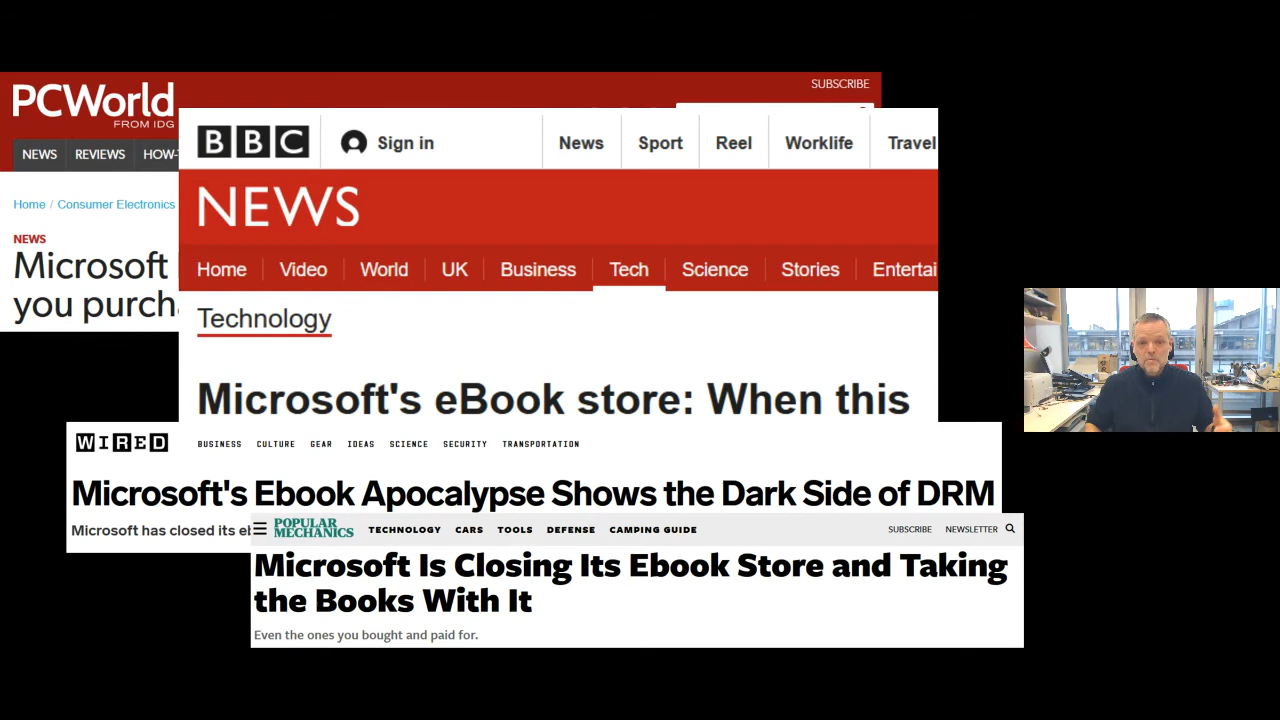 PCWorld
FROM IDG
SUBSCRIBE
NEWS REVIEWS HOW-
Home / Consumer Electronics
NEWS
Microsoft
you purch
BBC Sign in News Sport Reel Worklife Travel
NEWS
Home Video World UK Business Tech Science Stories Entertai
Technology
Microsoft's eBook store: When this
WIRED BUSINESS CULTURE GEAR IDEAS SCIENCE SECURITY TRANSPORTATION
Microsoft's Ebook Apocalypse Shows the Dark Side of DRM
Microsoft has closed its eb
POPULAR MECHANICS TECHNOLOGY CARS TOOLS DEFENSE CAMPING GUIDE SUBSCRIBE NEWSLETTER
Microsoft Is Closing Its Ebook Store and Taking
the Books With It
Even the ones you bought and paid for.